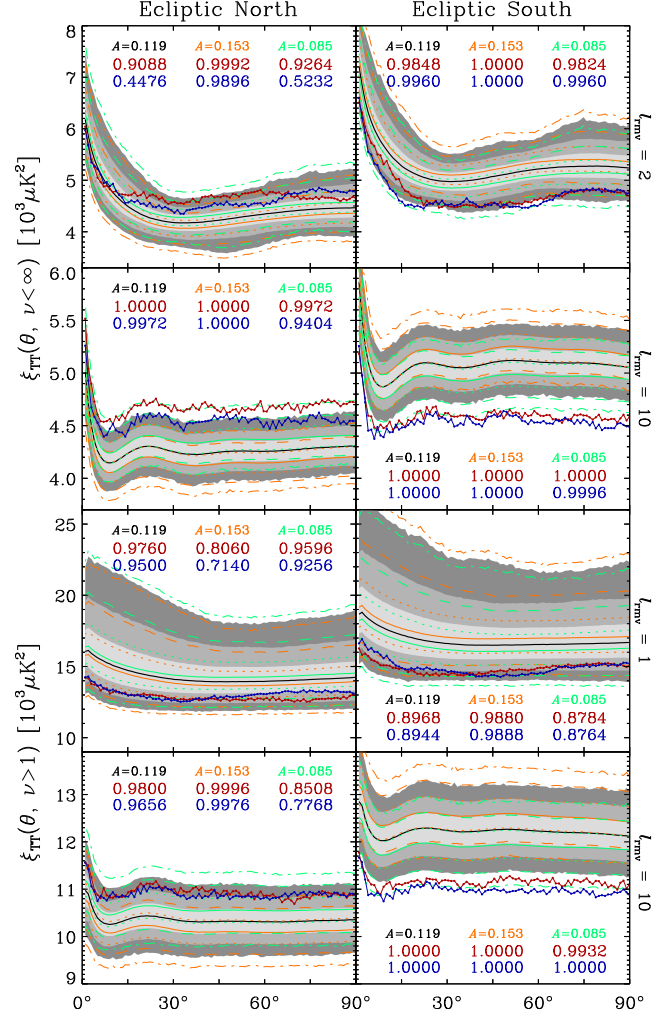 Ecliptic North Ecliptic South
8
A=0.119 A=0.153 A=0.085
0.9088 0.9992 0.9264
0.4476 0.9896 0.5232
A=0.119 A=0.153 A=0.085
0.9848 1.0000 0.9824
0.9960 1.0000 0.9960
7
6
5
4
l_rmv = 2
6.0
A=0.119 A=0.153 A=0.085
1.0000 1.0000 0.9972
0.9972 1.0000 0.9404
5.5
5.0
4.5
4.0
A=0.119 A=0.153 A=0.085
1.0000 1.0000 1.0000
1.0000 1.0000 0.9996
l_rmv = 10
ξ_TT(θ, ν<∞) [10³μK²]
25
A=0.119 A=0.153 A=0.085
0.9760 0.8060 0.9596
0.9500 0.7140 0.9256
20
15
10
A=0.119 A=0.153 A=0.085
0.8968 0.9880 0.8784
0.8944 0.9888 0.8764
l_rmv = 1
A=0.119 A=0.153 A=0.085
0.9800 0.9996 0.8508
0.9656 0.9976 0.7768
13
12
11
10
9
A=0.119 A=0.153 A=0.085
1.0000 1.0000 0.9932
1.0000 1.0000 1.0000
l_rmv = 10
ξ_TT(θ, ν>1) [10³μK²]
0° 30° 60° 90° 30° 60° 90°